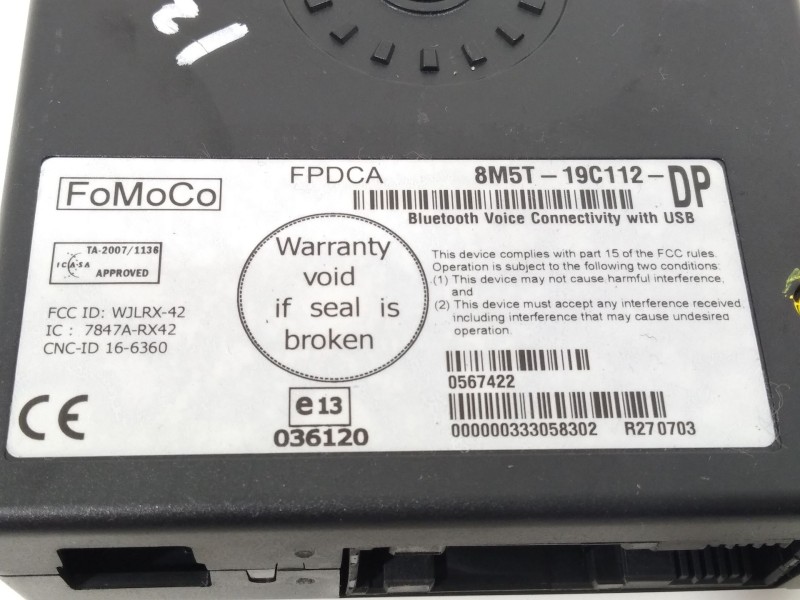 12
FoMoCo
FPDCA
8M5T-19C112-DP
Bluetooth Voice Connectivity with USB
TA-2007/1136
ICASA
APPROVED
FCC ID: WJLRX-42
IC : 7847A-RX42
CNC-ID 16-6360
CE
Warranty
void
if seal is
broken
e13
036120
This device complies with part 15 of the FCC rules.
Operation is subject to the following two conditions:
(1) This device may not cause harmful interference,
and
(2) This device must accept any interference received
including interference that may cause undesired
operation.
0567422
000000333058302 R270703